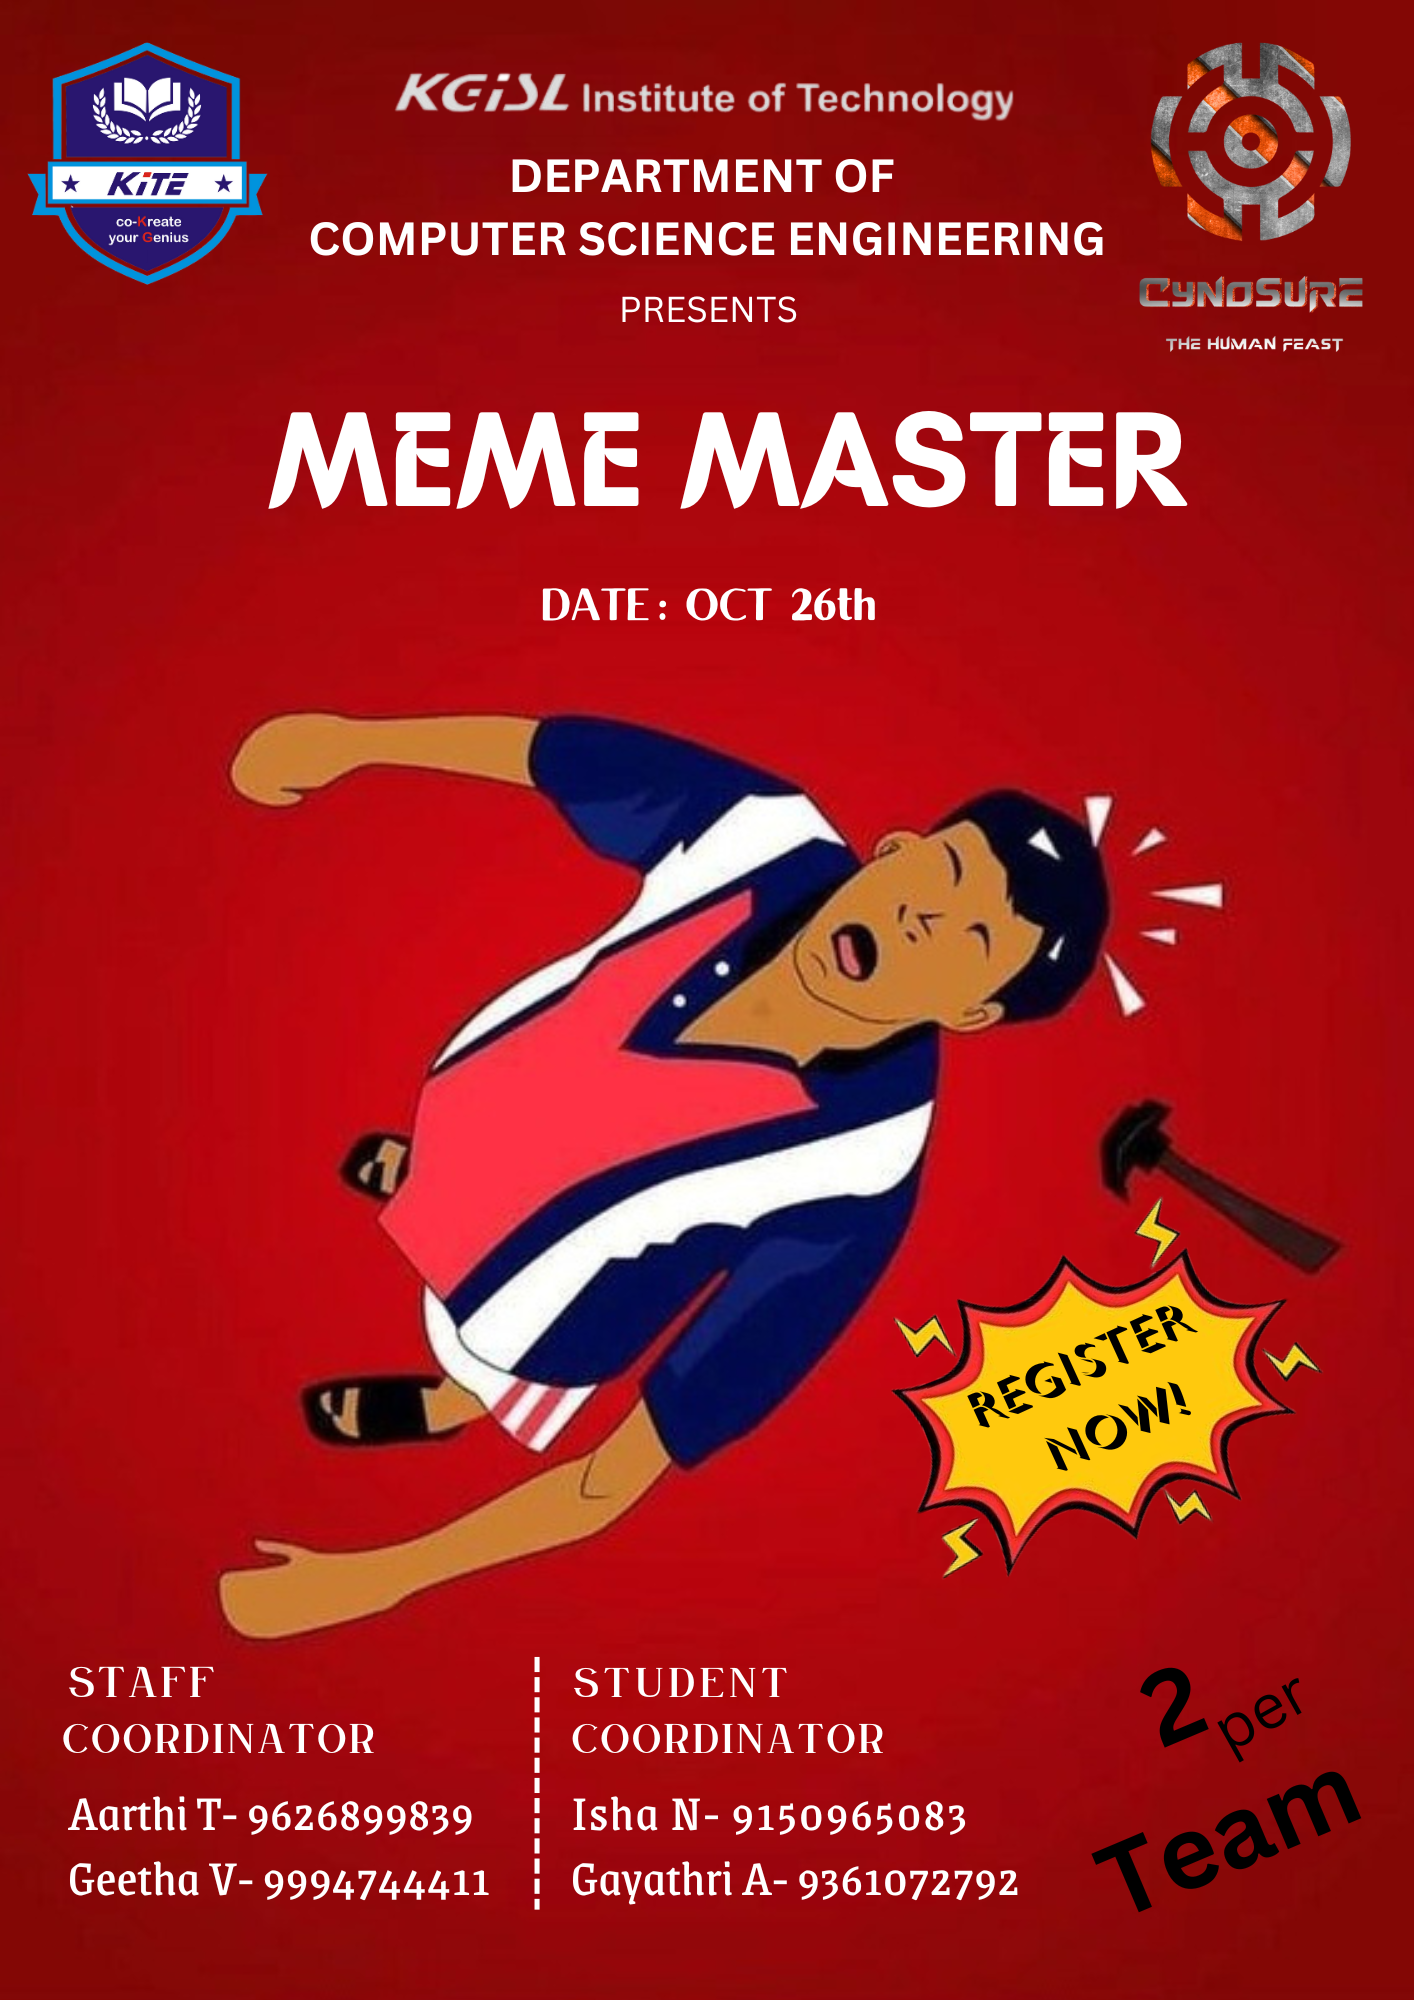 KGiSL Institute of Technology
DEPARTMENT OF
COMPUTER SCIENCE ENGINEERING
PRESENTS
KiTE
co-Kreate
your Genius
CYNOSURE
THE HUMAN FEAST
MEME MASTER
DATE: OCT 26th
REGISTER
NOW!
STAFF
COORDINATOR
Aarthi T- 9626899839
Geetha V- 9994744411
STUDENT
COORDINATOR
Isha N- 9150965083
Gayathri A- 9361072792
2 per
Team